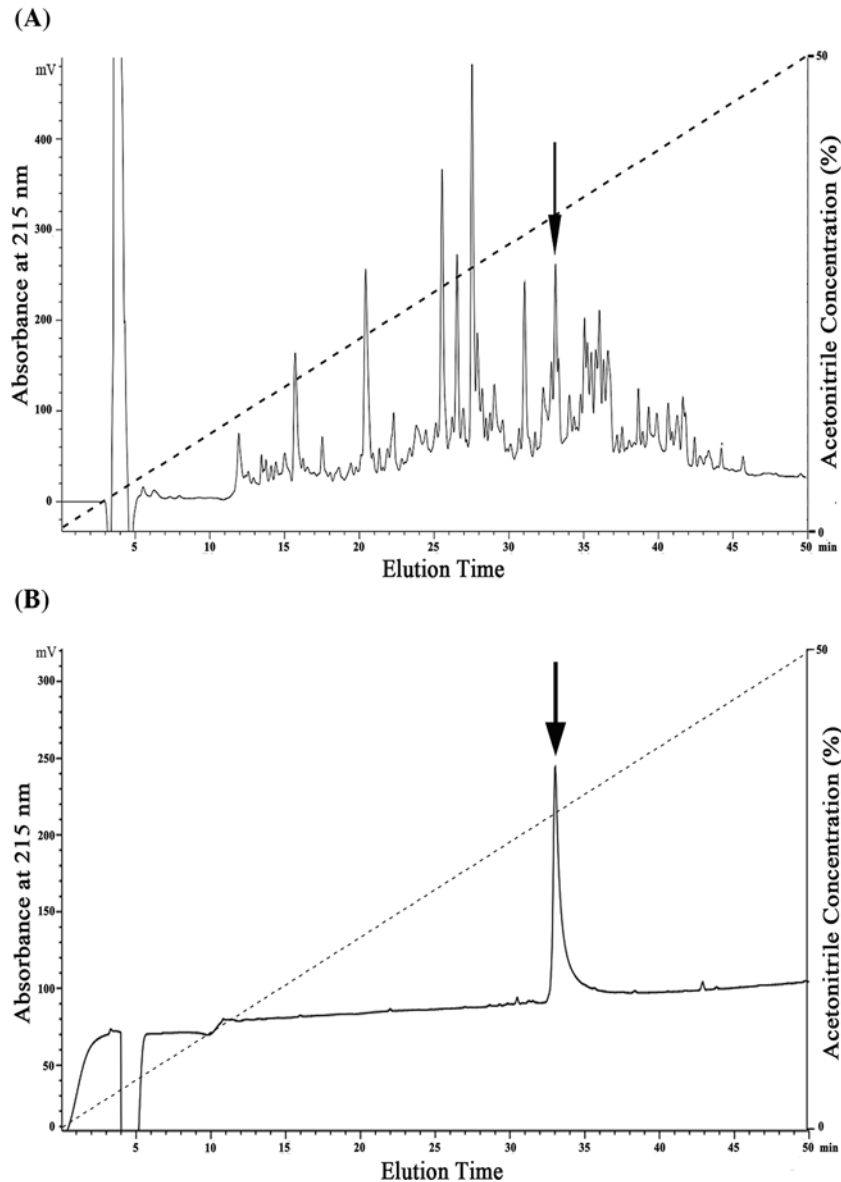 (A)
mV
50
400
300
200
100
0
Absorbance at 215 nm
Acetonitrile Concentration (%)
0
5 10 15 20 25 30 35 40 45 50 min
Elution Time
(B)
mV
50
300
250
200
150
100
50
0
Absorbance at 215 nm
Acetonitrile Concentration (%)
0
5 10 15 20 25 30 35 40 45 50 min
Elution Time